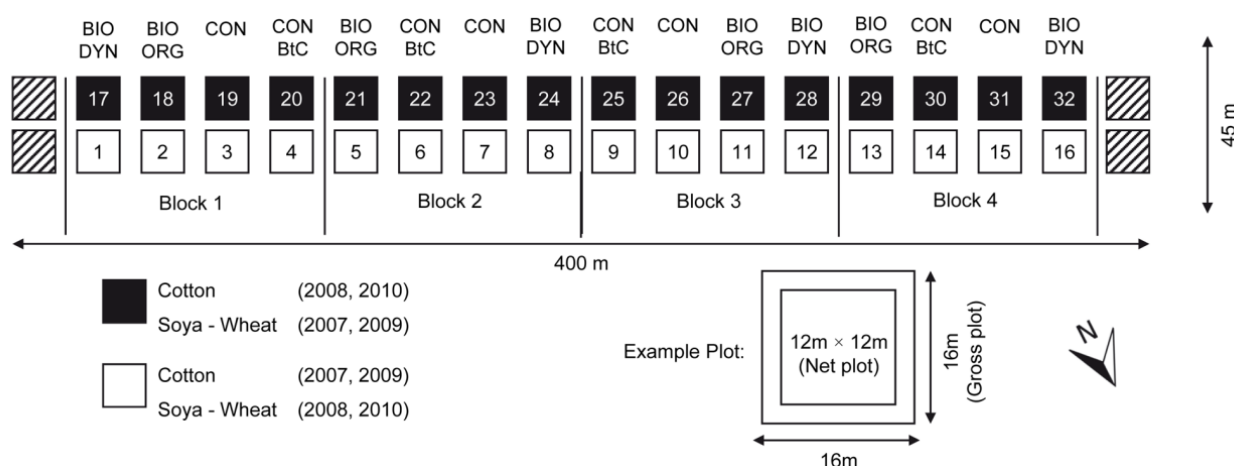 BIO DYN BIO ORG CON CON BtC BIO ORG CON BtC CON BIO DYN CON BtC CON BIO ORG BIO DYN BIO ORG CON BtC CON BIO DYN
17 18 19 20 21 22 23 24 25 26 27 28 29 30 31 32
1 2 3 4 5 6 7 8 9 10 11 12 13 14 15 16
Block 1 Block 2 Block 3 Block 4
45 m
400 m
Cotton (2008, 2010)
Soya - Wheat (2007, 2009)
Cotton (2007, 2009)
Soya - Wheat (2008, 2010)
Example Plot:
12m × 12m
(Net plot)
16m
(Gross plot)
16m
N